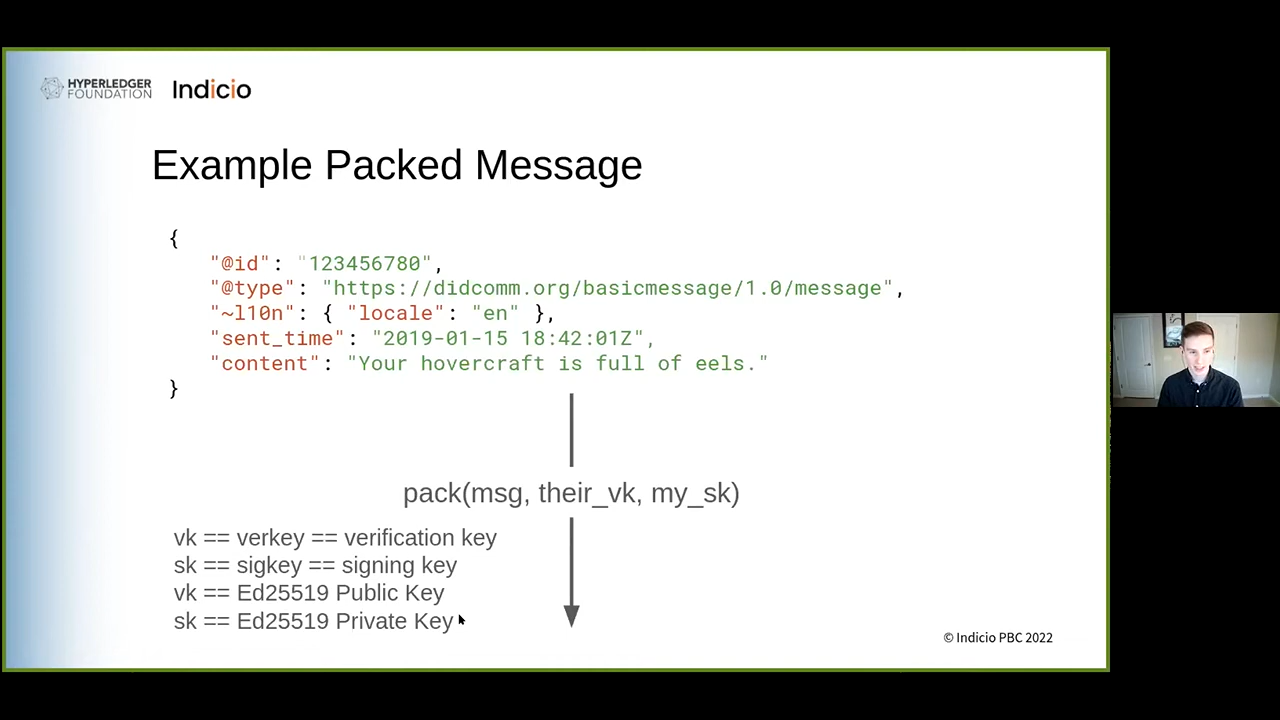 HYPERLEDGER
FOUNDATION
Indicio
Example Packed Message
{
"@id": "123456780",
"@type": "https://didcomm.org/basicmessage/1.0/message",
"~l10n": { "locale": "en" },
"sent_time": "2019-01-15 18:42:01Z",
"content": "Your hovercraft is full of eels."
}
pack(msg, their_vk, my_sk)
vk == verkey == verification key
sk == sigkey == signing key
vk == Ed25519 Public Key
sk == Ed25519 Private Key
© Indicio PBC 2022